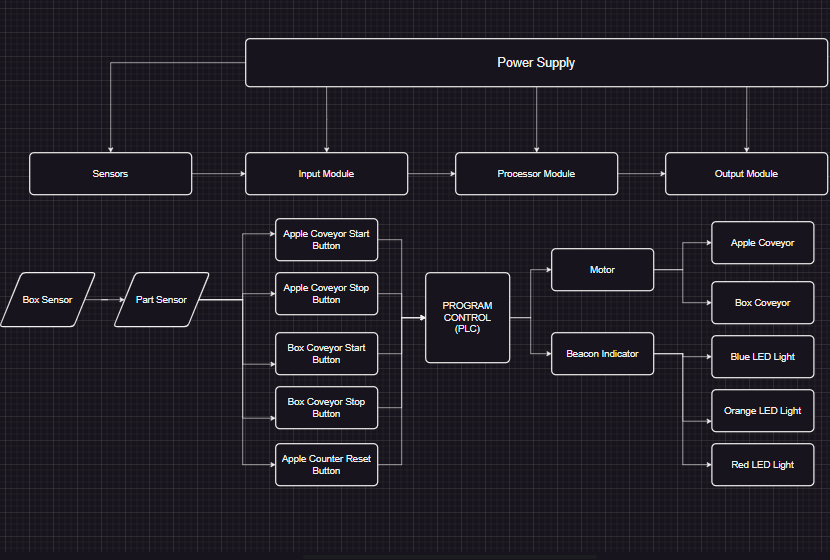 Power Supply
Sensors
Input Module
Processor Module
Output Module
Box Sensor
Part Sensor
Apple Coveyor Start
Button
Apple Coveyor Stop
Button
Box Coveyor Start
Button
Box Coveyor Stop
Button
Apple Counter Reset
Button
PROGRAM
CONTROL
(PLC)
Motor
Beacon Indicator
Apple Coveyor
Box Coveyor
Blue LED Light
Orange LED Light
Red LED Light